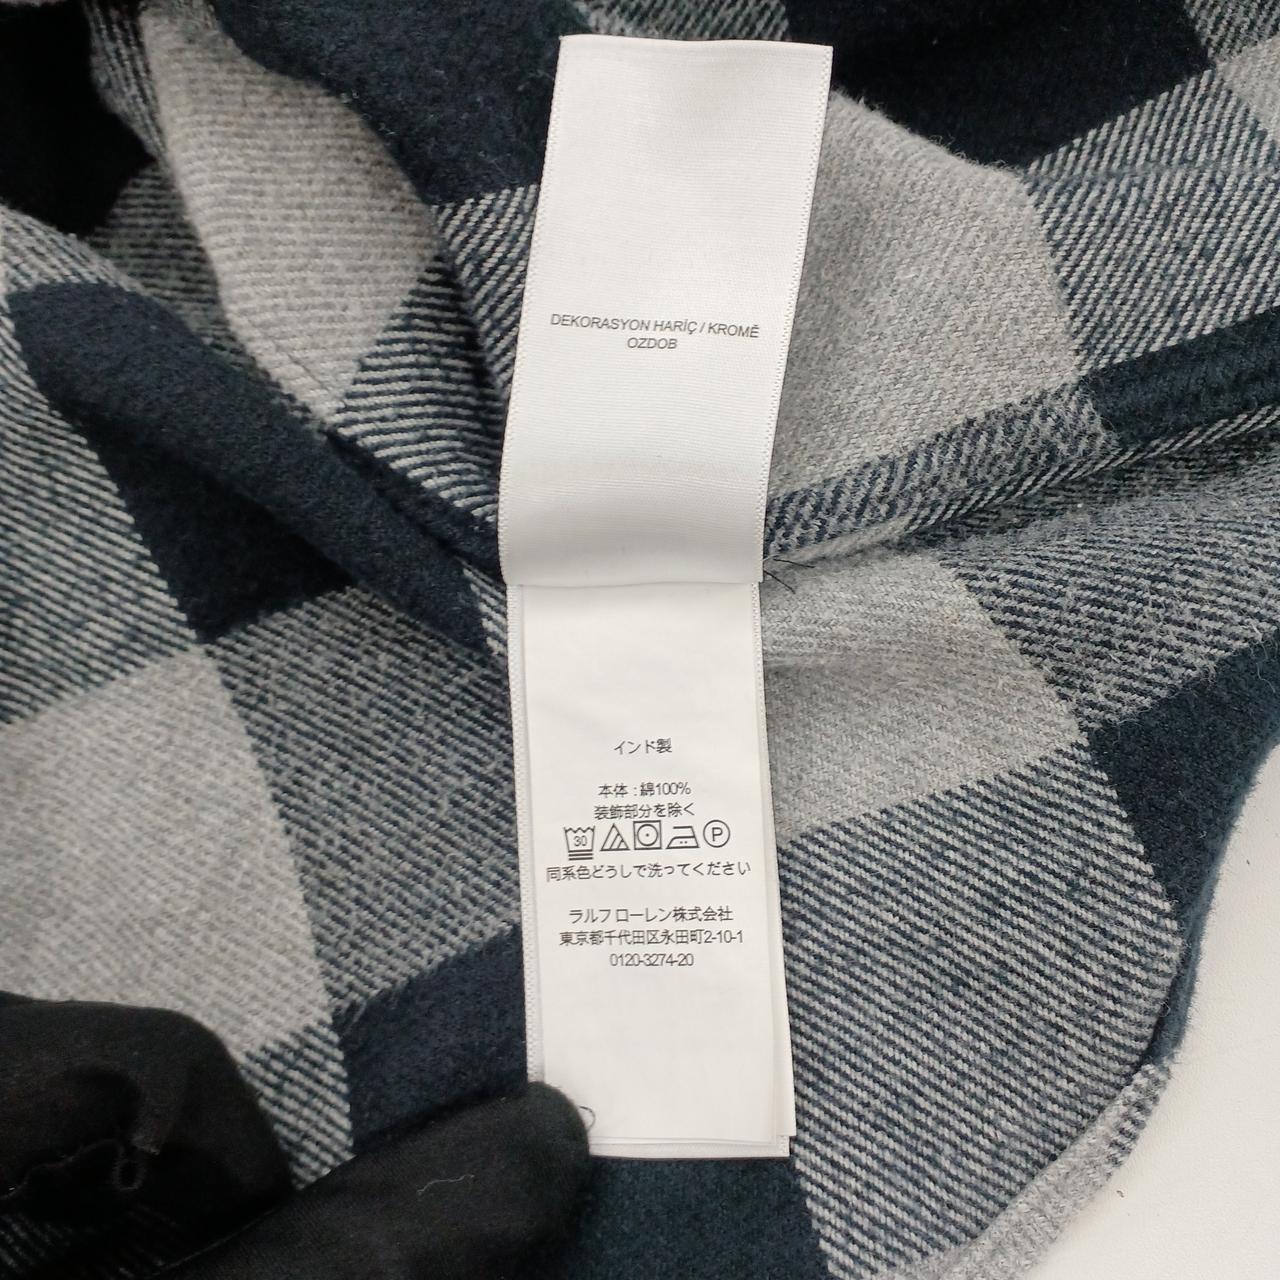 DEKORASYON HARİÇ / KROMĚ
OZDOB
インド製
本体 : 綿100%
装飾部分を除く
30 P
同系色どうしで洗ってください
ラルフ ローレン株式会社
東京都千代田区永田町2-10-1
0120-3274-20